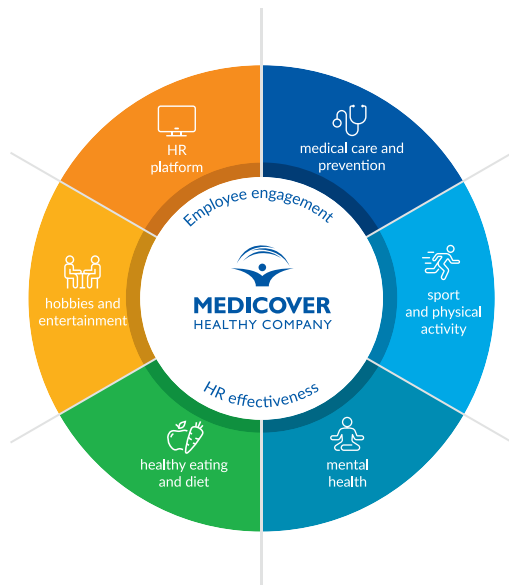 HR
platform
medical care and
prevention
Employee engagement
hobbies and
entertainment
MEDICOVER
HEALTHY COMPANY
sport
and physical
activity
HR effectiveness
healthy eating
and diet
mental
health